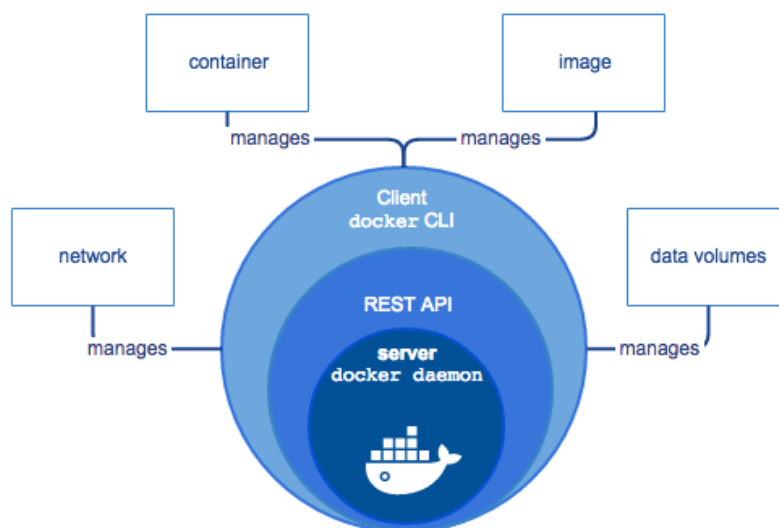 container
image
manages
manages
Client
docker CLI
network
data volumes
REST API
manages
server
manages
docker daemon